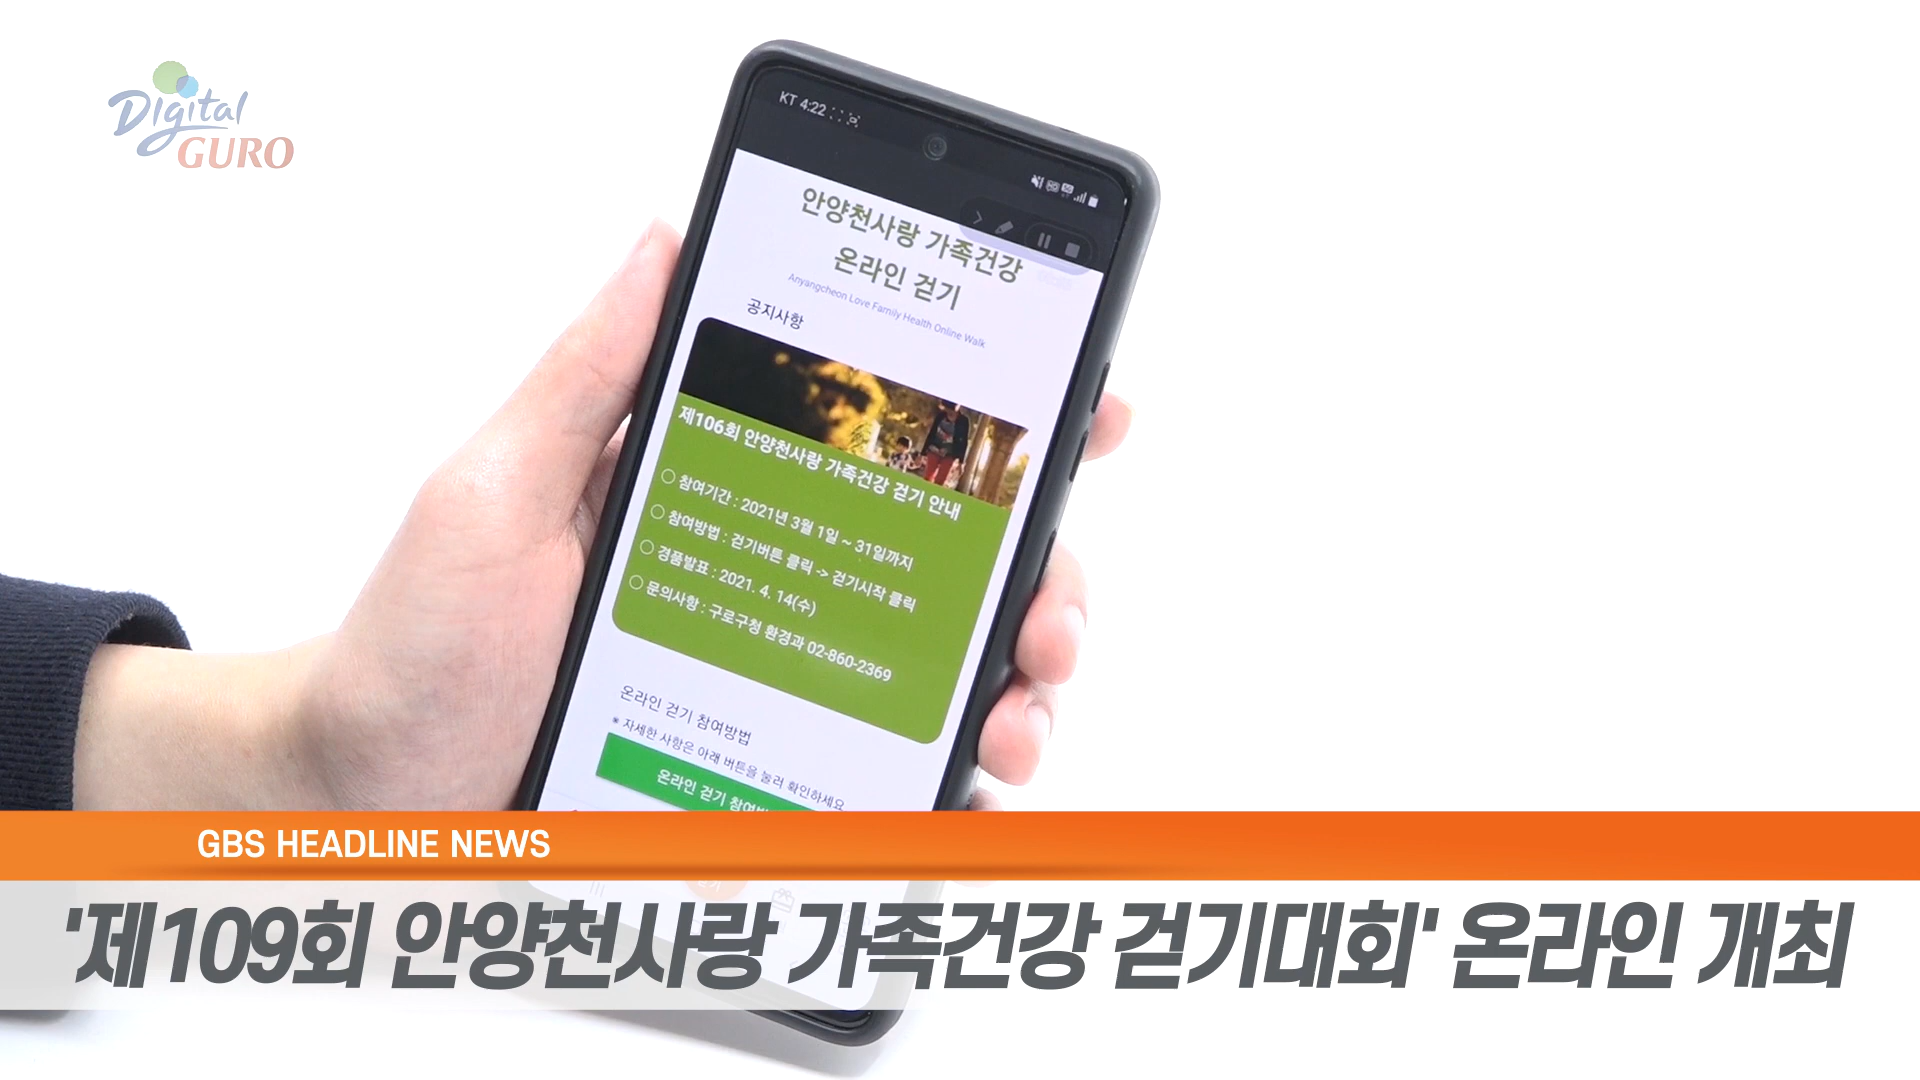 Digital
GURO
KT 4:22
안양천사랑 가족건강
온라인 걷기
Anyangcheon Love Family Health Online Walk
공지사항
제106회 안양천사랑 가족건강 걷기 안내
○ 참여기간 : 2021년 3월 1일 ~ 31일까지
○ 참여방법 : 걷기버튼 클릭 -> 걷기시작 클릭
○ 경품발표 : 2021. 4. 14(수)
○ 문의사항 : 구로구청 환경과 02-860-2369
온라인 걷기 참여방법
* 자세한 사항은 아래 버튼을 눌러 확인하세요
온라인 걷기
GBS HEADLINE NEWS
'제109회 안양천사랑 가족건강 걷기대회' 온라인 개최